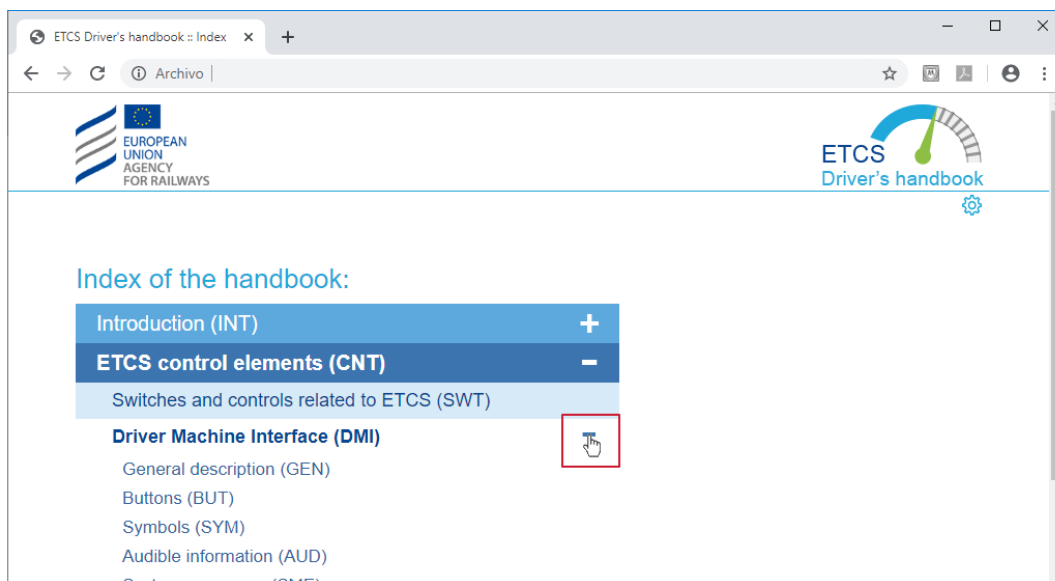 ETCS Driver's handbook :: Index
Archivo
EUROPEAN
UNION
AGENCY
FOR RAILWAYS
ETCS
Driver's handbook
Index of the handbook:
Introduction (INT)
ETCS control elements (CNT)
Switches and controls related to ETCS (SWT)
Driver Machine Interface (DMI)
General description (GEN)
Buttons (BUT)
Symbols (SYM)
Audible information (AUD)